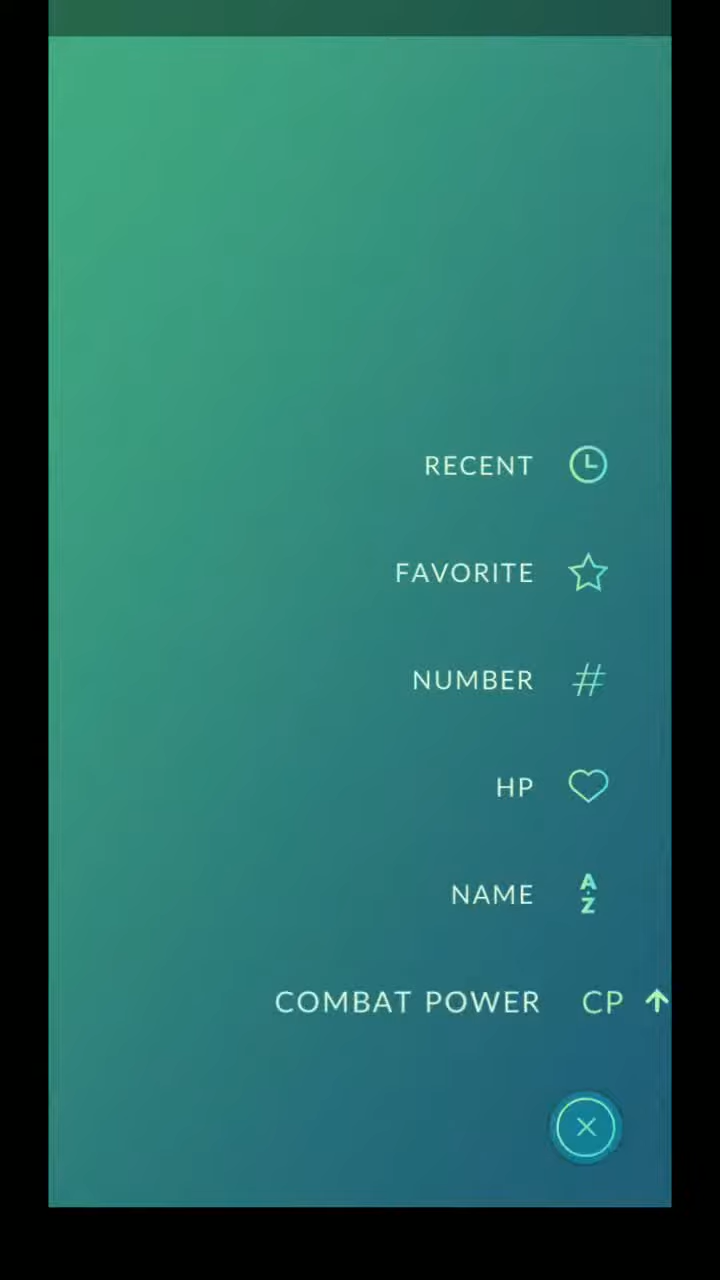 RECENT
FAVORITE
NUMBER #
HP
NAME A-Z
COMBAT POWER CP ↑